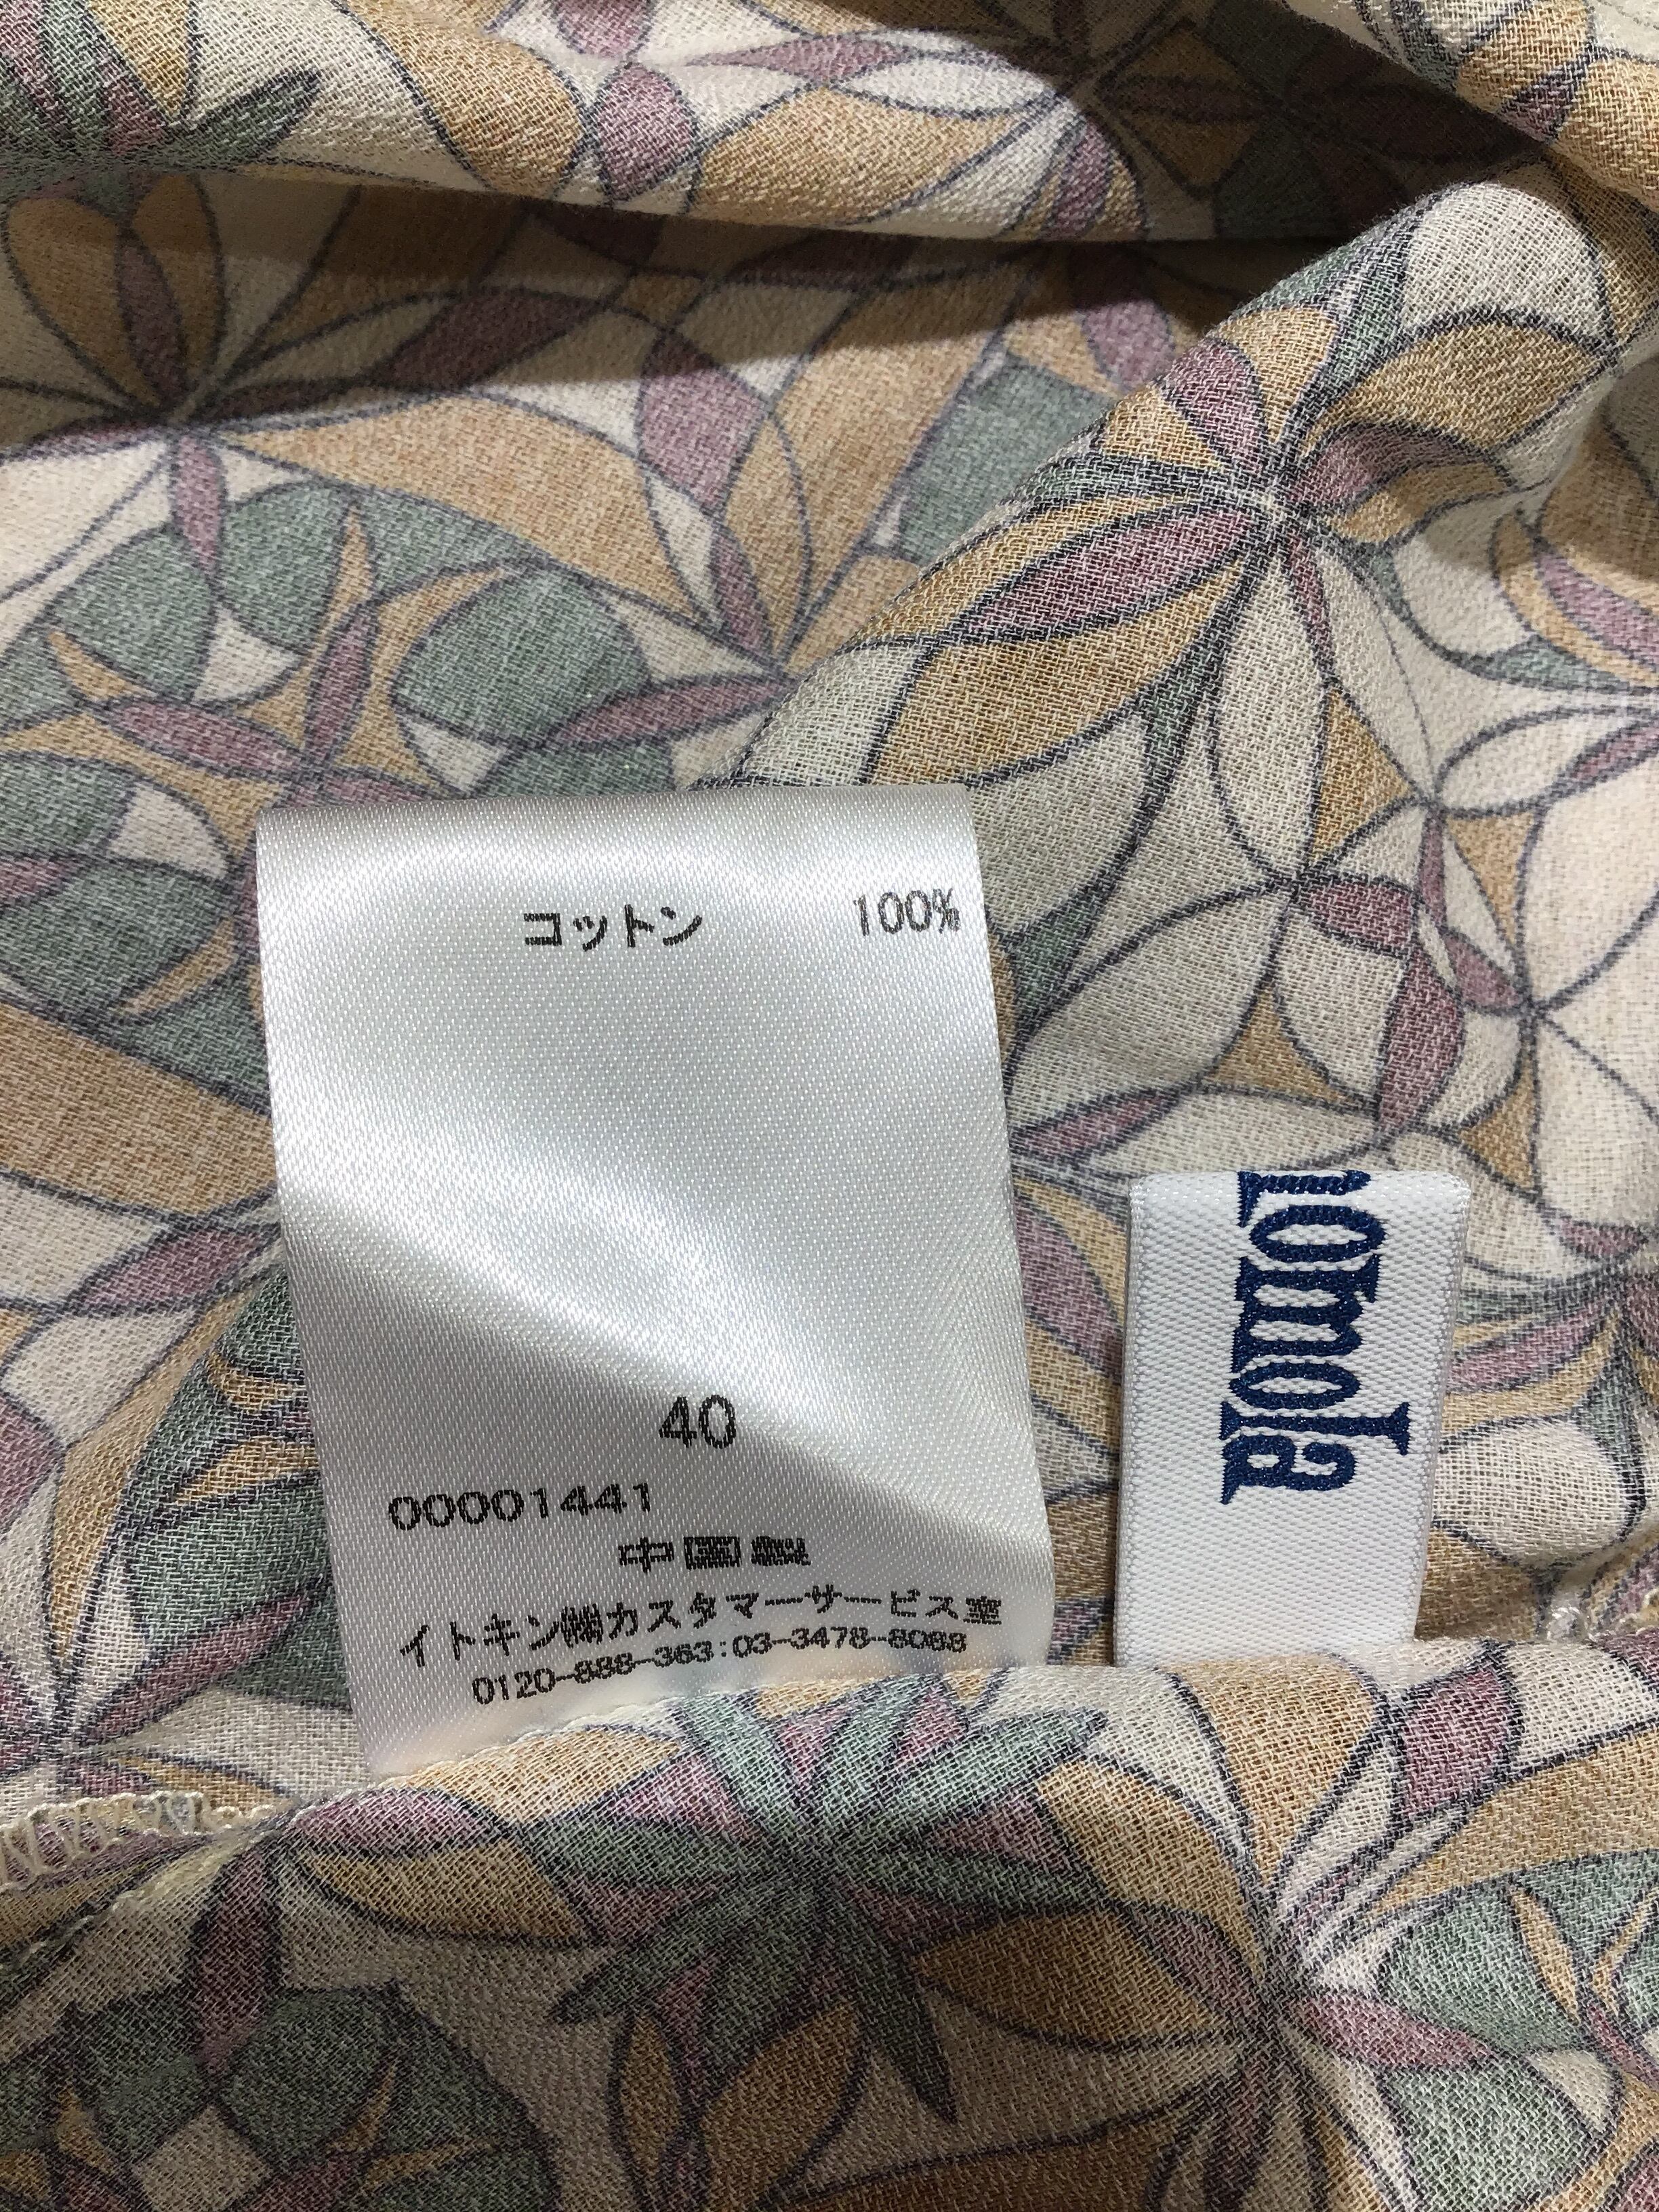 コットン 100%
40
00001441
中国製
イトキン㈱カスタマーサービス室
0120-888-363:03-3478-8088
omola